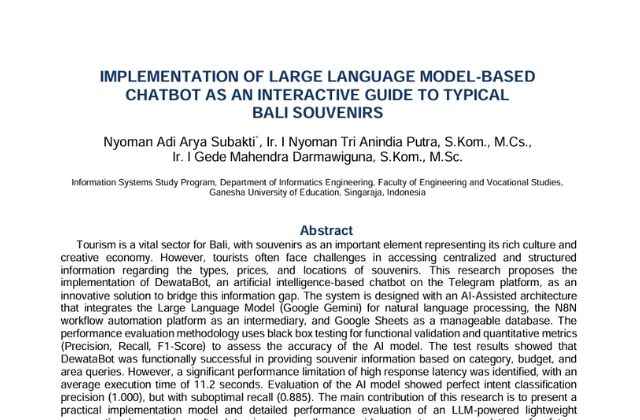 IMPLEMENTATION OF LARGE LANGUAGE MODEL-BASED
CHATBOT AS AN INTERACTIVE GUIDE TO TYPICAL
BALI SOUVENIRS
Nyoman Adi Arya Subakti*, Ir. I Nyoman Tri Anindia Putra, S.Kom., M.Cs.,
Ir. I Gede Mahendra Darmawiguna, S.Kom., M.Sc.
Information Systems Study Program, Department of Informatics Engineering, Faculty of Engineering and Vocational Studies,
Ganesha University of Education, Singaraja, Indonesia
Abstract
Tourism is a vital sector for Bali, with souvenirs as an important element representing its rich culture and
creative economy. However, tourists often face challenges in accessing centralized and structured
information regarding the types, prices, and locations of souvenirs. This research proposes the
implementation of DewataBot, an artificial intelligence-based chatbot on the Telegram platform, as an
innovative solution to bridge this information gap. The system is designed with an AI-Assisted architecture
that integrates the Large Language Model (Google Gemini) for natural language processing, the N8N
workflow automation platform as an intermediary, and Google Sheets as a manageable database. The
performance evaluation methodology uses black box testing for functional validation and quantitative metrics
(Precision, Recall, F1-Score) to assess the accuracy of the AI model. The test results showed that
DewataBot was functionally successful in providing souvenir information based on category, budget, and
area queries. However, a significant performance limitation of high response latency was identified, with an
average execution time of 11.2 seconds. Evaluation of the AI model showed perfect intent classification
precision (1.000), but with suboptimal recall (0.885). The main contribution of this research is to present a
practical implementation model and detailed performance evaluation of an LLM-powered lightweight